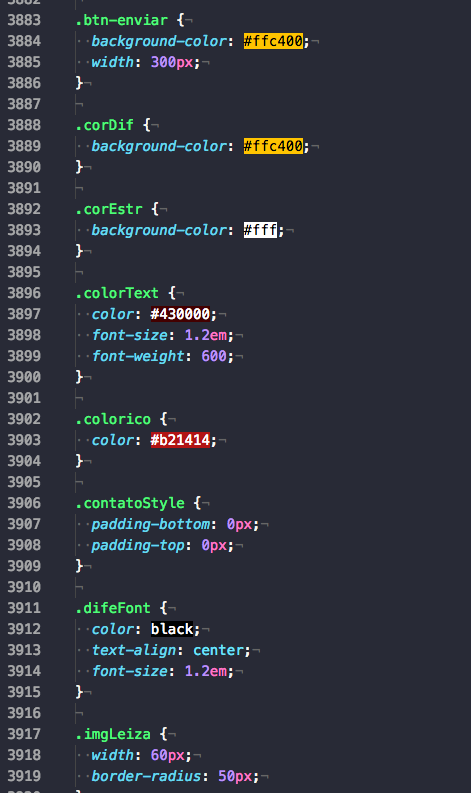 3883 .btn-enviar {¬
3884 ··background-color: #ffc400;¬
3885 ··width: 300px;¬
3886 }¬
3887 ¬
3888 .corDif {¬
3889 ··background-color: #ffc400;¬
3890 }¬
3891 ¬
3892 .corEstr {¬
3893 ··background-color: #fff;¬
3894 }¬
3895 ¬
3896 .colorText {¬
3897 ··color: #430000;¬
3898 ··font-size: 1.2em;¬
3899 ··font-weight: 600;¬
3900 }¬
3901 ¬
3902 .colorico {¬
3903 ··color: #b21414;¬
3904 }¬
3905 ¬
3906 .contatoStyle {¬
3907 ··padding-bottom: 0px;¬
3908 ··padding-top: 0px;¬
3909 }¬
3910 ¬
3911 .difeFont {¬
3912 ··color: black;¬
3913 ··text-align: center;¬
3914 ··font-size: 1.2em;¬
3915 }¬
3916 ¬
3917 .imgLeiza {¬
3918 ··width: 60px;¬
3919 ··border-radius: 50px;¬